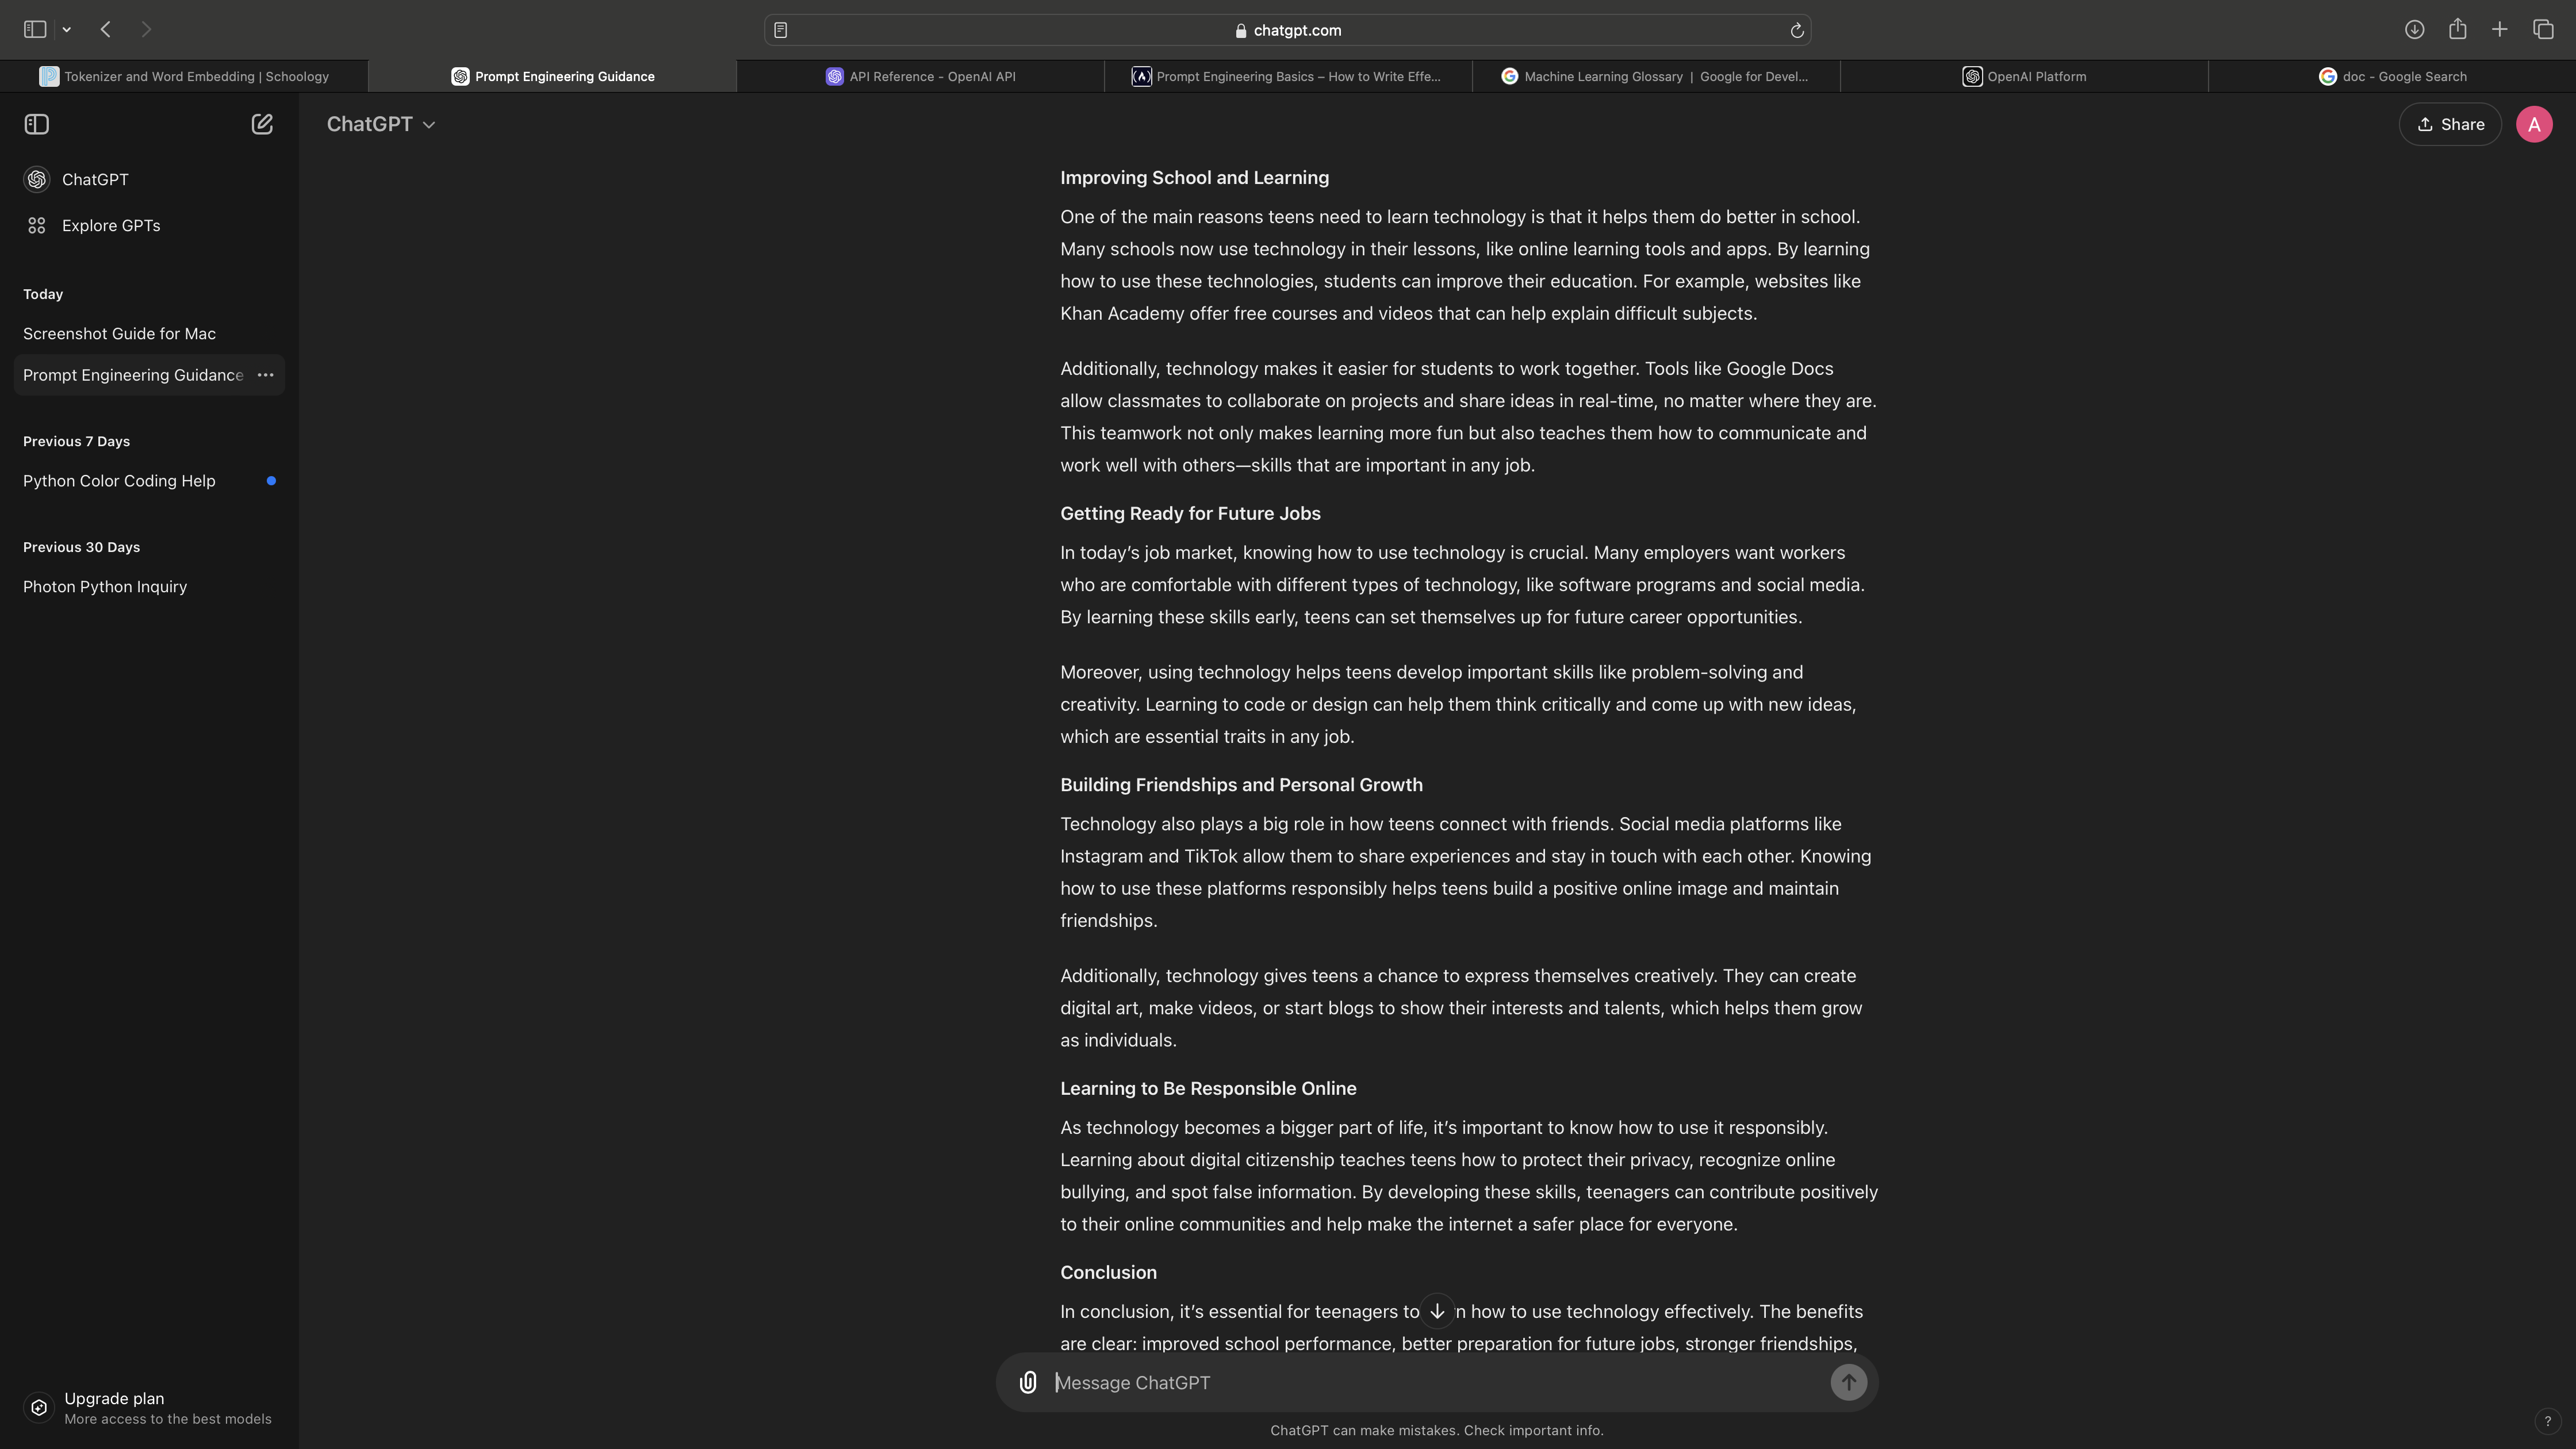 chatgpt.com
Tokenizer and Word Embedding | Schoology
Prompt Engineering Guidance
API Reference - OpenAI API
Prompt Engineering Basics – How to Write Effe...
Machine Learning Glossary | Google for Devel...
OpenAI Platform
doc - Google Search
ChatGPT
Share
A
ChatGPT
Explore GPTs
Today
Screenshot Guide for Mac
Prompt Engineering Guidance
Previous 7 Days
Python Color Coding Help
Previous 30 Days
Photon Python Inquiry
Upgrade plan
More access to the best models
Improving School and Learning
One of the main reasons teens need to learn technology is that it helps them do better in school.
Many schools now use technology in their lessons, like online learning tools and apps. By learning
how to use these technologies, students can improve their education. For example, websites like
Khan Academy offer free courses and videos that can help explain difficult subjects.
Additionally, technology makes it easier for students to work together. Tools like Google Docs
allow classmates to collaborate on projects and share ideas in real-time, no matter where they are.
This teamwork not only makes learning more fun but also teaches them how to communicate and
work well with others—skills that are important in any job.
Getting Ready for Future Jobs
In today’s job market, knowing how to use technology is crucial. Many employers want workers
who are comfortable with different types of technology, like software programs and social media.
By learning these skills early, teens can set themselves up for future career opportunities.
Moreover, using technology helps teens develop important skills like problem-solving and
creativity. Learning to code or design can help them think critically and come up with new ideas,
which are essential traits in any job.
Building Friendships and Personal Growth
Technology also plays a big role in how teens connect with friends. Social media platforms like
Instagram and TikTok allow them to share experiences and stay in touch with each other. Knowing
how to use these platforms responsibly helps teens build a positive online image and maintain
friendships.
Additionally, technology gives teens a chance to express themselves creatively. They can create
digital art, make videos, or start blogs to show their interests and talents, which helps them grow
as individuals.
Learning to Be Responsible Online
As technology becomes a bigger part of life, it’s important to know how to use it responsibly.
Learning about digital citizenship teaches teens how to protect their privacy, recognize online
bullying, and spot false information. By developing these skills, teenagers can contribute positively
to their online communities and help make the internet a safer place for everyone.
Conclusion
In conclusion, it’s essential for teenagers to how to use technology effectively. The benefits
are clear: improved school performance, better preparation for future jobs, stronger friendships,
Message ChatGPT
ChatGPT can make mistakes. Check important info.
?